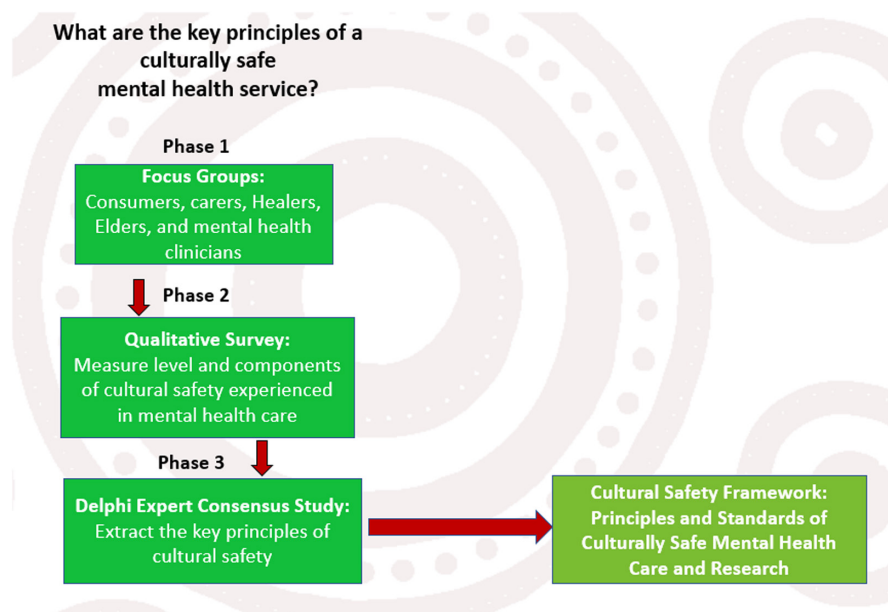 What are the key principles of a
culturally safe
mental health service?
Phase 1
Focus Groups:
Consumers, carers, Healers,
Elders, and mental health
clinicians
Phase 2
Qualitative Survey:
Measure level and components
of cultural safety experienced
in mental health care
Phase 3
Delphi Expert Consensus Study:
Extract the key principles of
cultural safety
Cultural Safety Framework:
Principles and Standards of
Culturally Safe Mental Health
Care and Research